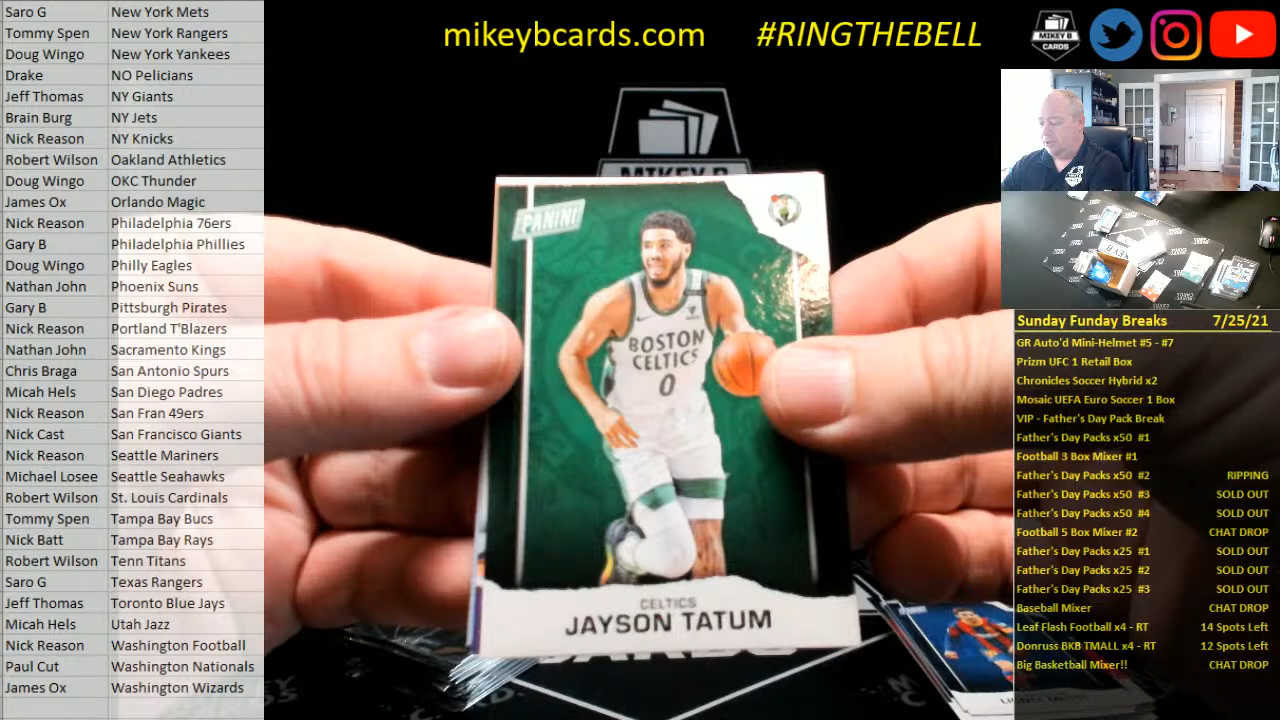 Saro G New York Mets
Tommy Spen New York Rangers
Doug Wingo New York Yankees
Drake NO Pelicians
Jeff Thomas NY Giants
Brain Burg NY Jets
Nick Reason NY Knicks
Robert Wilson Oakland Athletics
Doug Wingo OKC Thunder
James Ox Orlando Magic
Nick Reason Philadelphia 76ers
Gary B Philadelphia Phillies
Doug Wingo Philly Eagles
Nathan John Phoenix Suns
Gary B Pittsburgh Pirates
Nick Reason Portland T'Blazers
Nathan John Sacramento Kings
Chris Braga San Antonio Spurs
Micah Hels San Diego Padres
Nick Reason San Fran 49ers
Nick Cast San Francisco Giants
Nick Reason Seattle Mariners
Michael Losee Seattle Seahawks
Robert Wilson St. Louis Cardinals
Tommy Spen Tampa Bay Bucs
Nick Batt Tampa Bay Rays
Robert Wilson Tenn Titans
Saro G Texas Rangers
Jeff Thomas Toronto Blue Jays
Micah Hels Utah Jazz
Nick Reason Washington Football
Paul Cut Washington Nationals
James Ox Washington Wizards
mikeybcards.com #RINGTHEBELL
MIKEY B
CARDS
MIKEY B
PANINI
BOSTON
CELTICS
0
CELTICS
JAYSON TATUM
CARDS
Sunday Funday Breaks 7/25/21
GR Auto'd Mini-Helmet #5 - #7
Prizm UFC 1 Retail Box
Chronicles Soccer Hybrid x2
Mosaic UEFA Euro Soccer 1 Box
VIP - Father's Day Pack Break
Father's Day Packs x50 #1
Football 3 Box Mixer #1
Father's Day Packs x50 #2 RIPPING
Father's Day Packs x50 #3 SOLD OUT
Father's Day Packs x50 #4 SOLD OUT
Football 5 Box Mixer #2 CHAT DROP
Father's Day Packs x25 #1 SOLD OUT
Father's Day Packs x25 #2 SOLD OUT
Father's Day Packs x25 #3 SOLD OUT
Baseball Mixer CHAT DROP
Leaf Flash Football x4 - RT 14 Spots Left
Donruss BKB TMALL x4 - RT 12 Spots Left
Big Basketball Mixer!! CHAT DROP